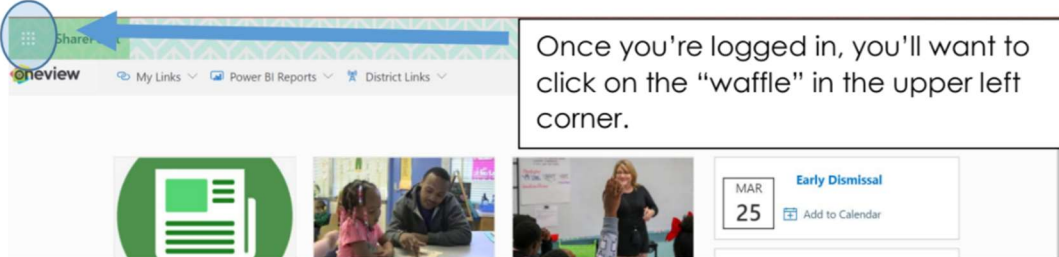 Once you're logged in, you'll want to
click on the "waffle" in the upper left
corner.
oneview
My Links
Power BI Reports
District Links
MAR
25
Early Dismissal
Add to Calendar